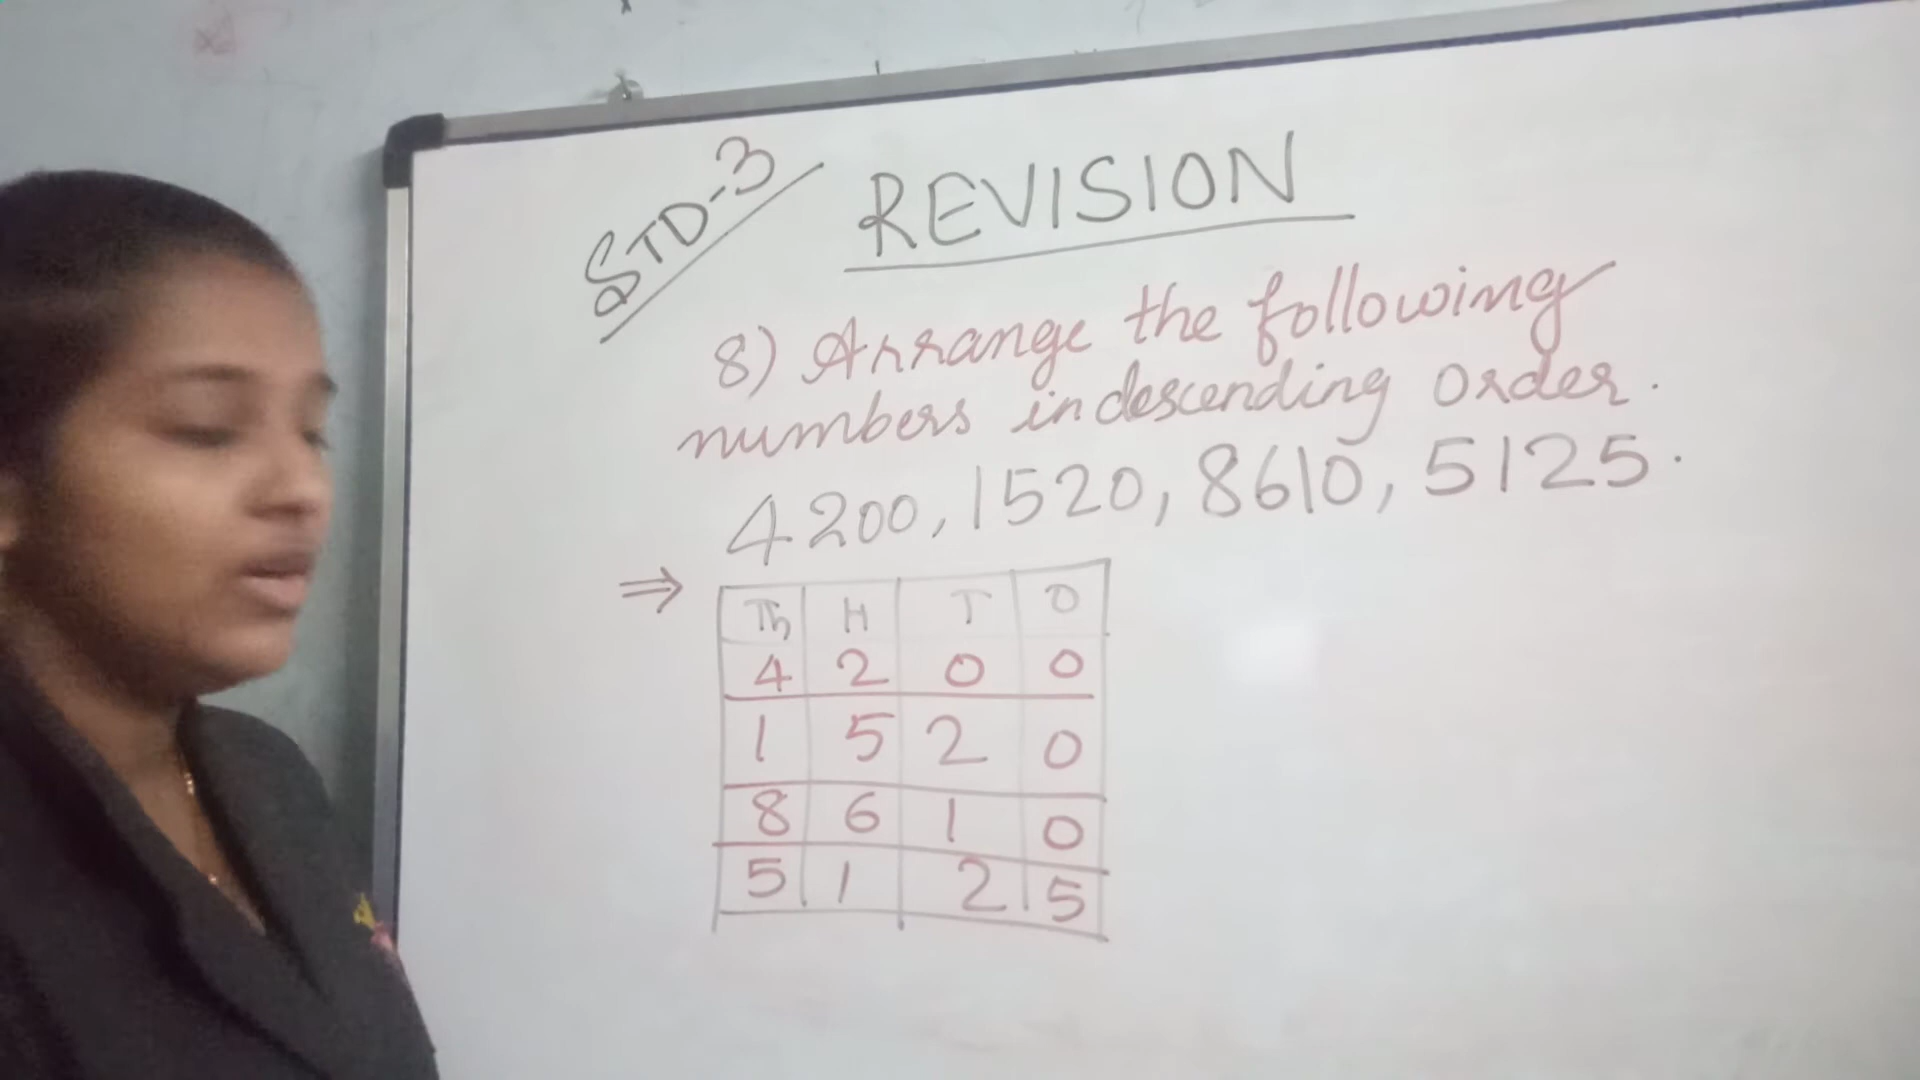 STD-3
REVISION
8) Arrange the following
numbers in descending order.
4200, 1520, 8610, 5125.
⇒
Th H T O
4 2 0 0
1 5 2 0
8 6 1 0
5 1 2 5